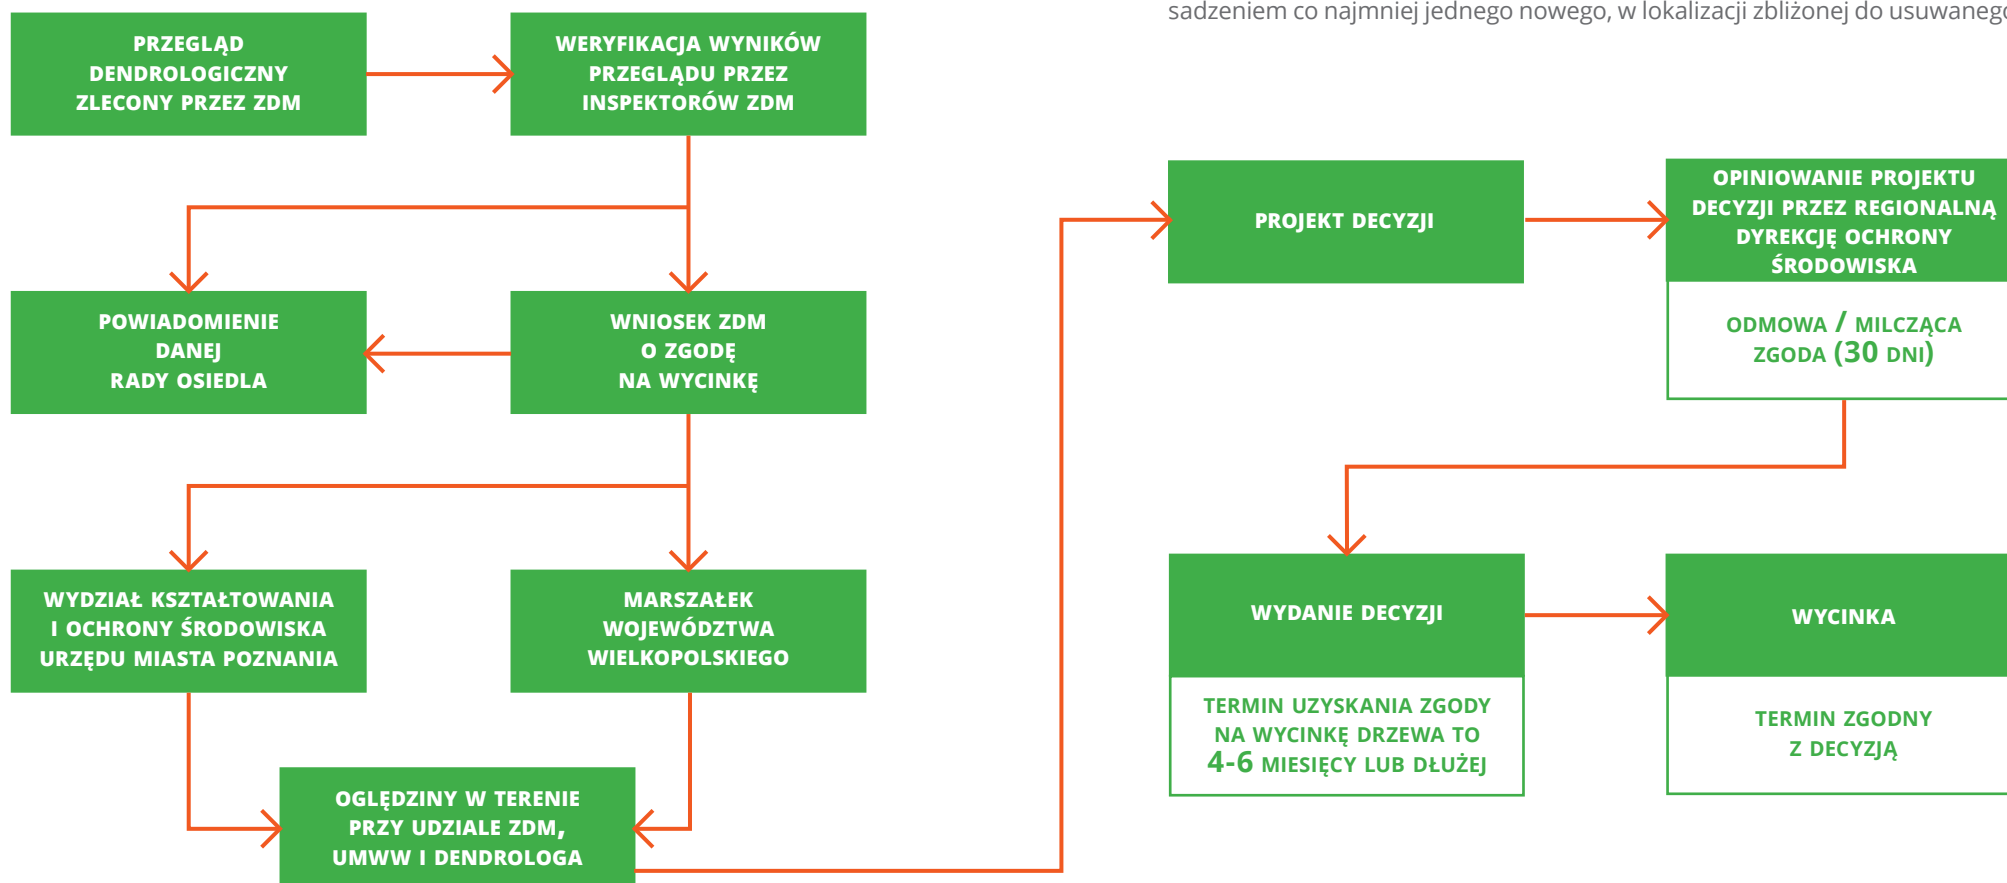 sadzeniem co najmniej jednego nowego, w lokalizacji zbliżonej do usuwanego
PRZEGLĄD
DENDROLOGICZNY
ZLECONY PRZEZ ZDM
WERYFIKACJA WYNIKÓW
PRZEGLĄDU PRZEZ
INSPEKTORÓW ZDM
POWIADOMIENIE
DANEJ
RADY OSIEDLA
WNIOSEK ZDM
O ZGODĘ
NA WYCINKĘ
WYDZIAŁ KSZTAŁTOWANIA
I OCHRONY ŚRODOWISKA
URZĘDU MIASTA POZNANIA
MARSZAŁEK
WOJEWÓDZTWA
WIELKOPOLSKIEGO
OGLĘDZINY W TERENIE
PRZY UDZIALE ZDM,
UMWW I DENDROLOGA
PROJEKT DECYZJI
OPINIOWANIE PROJEKTU
DECYZJI PRZEZ REGIONALNĄ
DYREKCJĘ OCHRONY
ŚRODOWISKA
ODMOWA / MILCZĄCA
ZGODA (30 DNI)
WYDANIE DECYZJI
TERMIN UZYSKANIA ZGODY
NA WYCINKĘ DRZEWA TO
4-6 MIESIĘCY LUB DŁUŻEJ
WYCINKA
TERMIN ZGODNY
Z DECYZJĄ